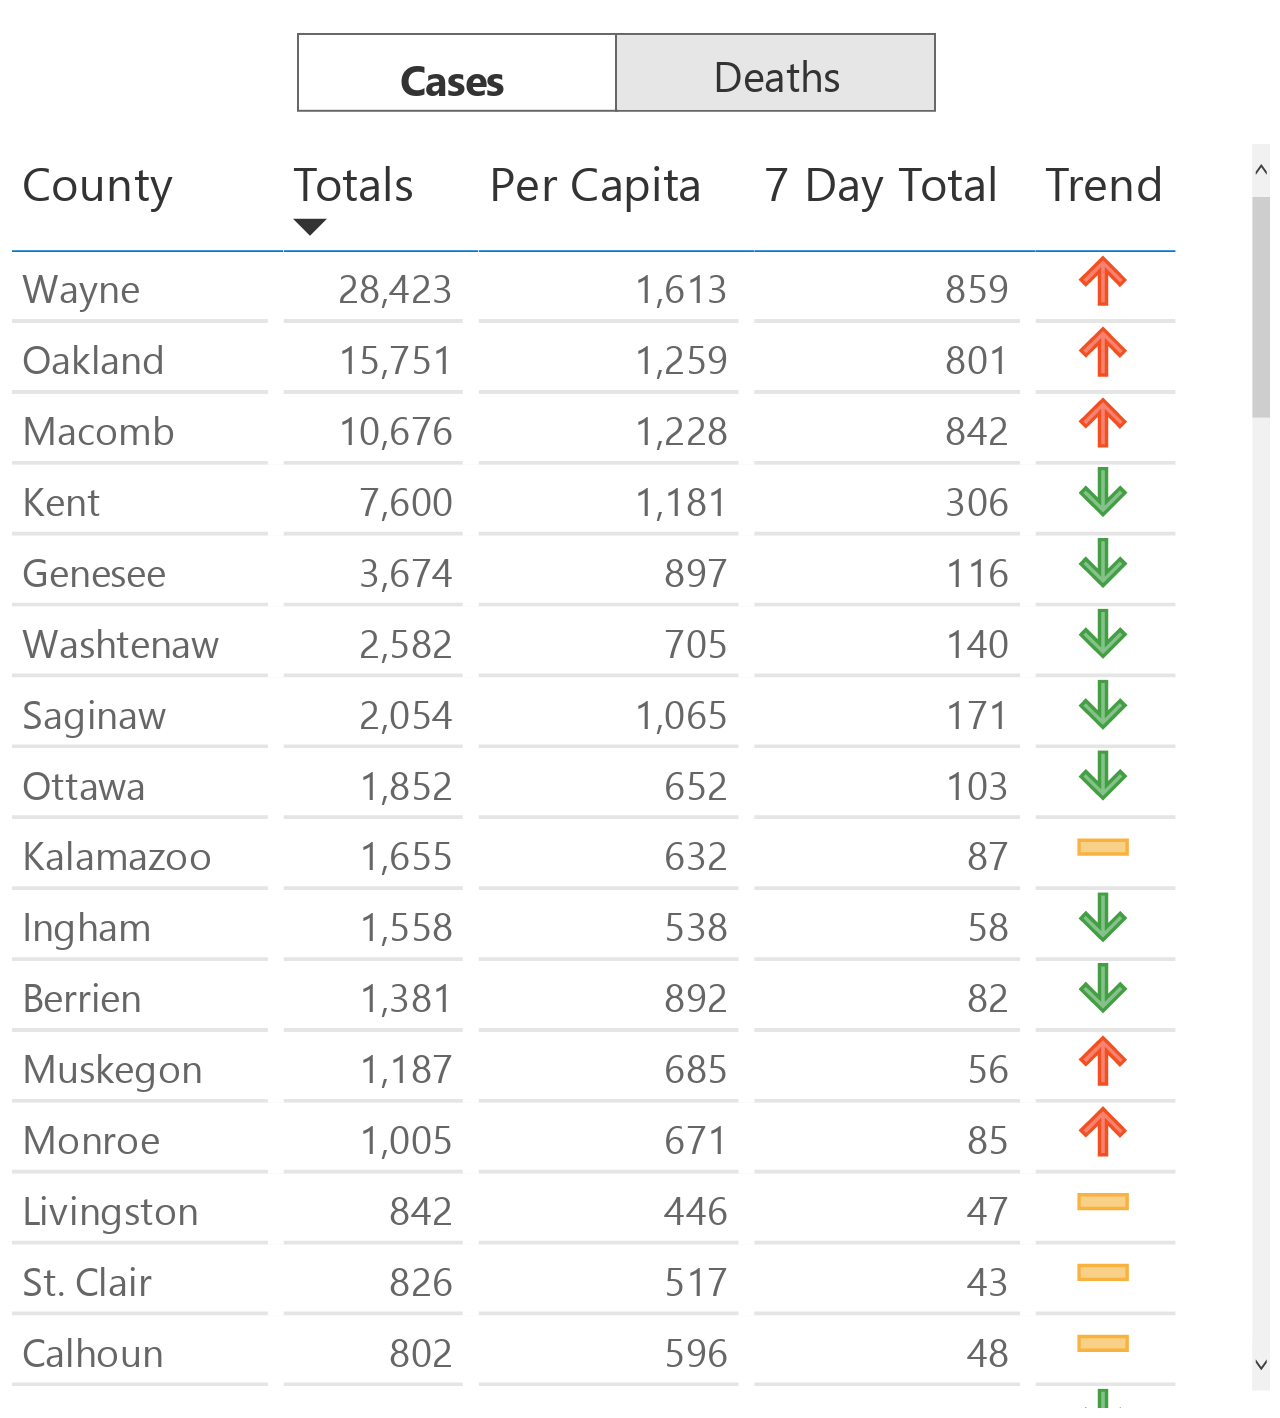 Cases Deaths
County Totals Per Capita 7 Day Total Trend
Wayne 28,423 1,613 859
Oakland 15,751 1,259 801
Macomb 10,676 1,228 842
Kent 7,600 1,181 306
Genesee 3,674 897 116
Washtenaw 2,582 705 140
Saginaw 2,054 1,065 171
Ottawa 1,852 652 103
Kalamazoo 1,655 632 87
Ingham 1,558 538 58
Berrien 1,381 892 82
Muskegon 1,187 685 56
Monroe 1,005 671 85
Livingston 842 446 47
St. Clair 826 517 43
Calhoun 802 596 48